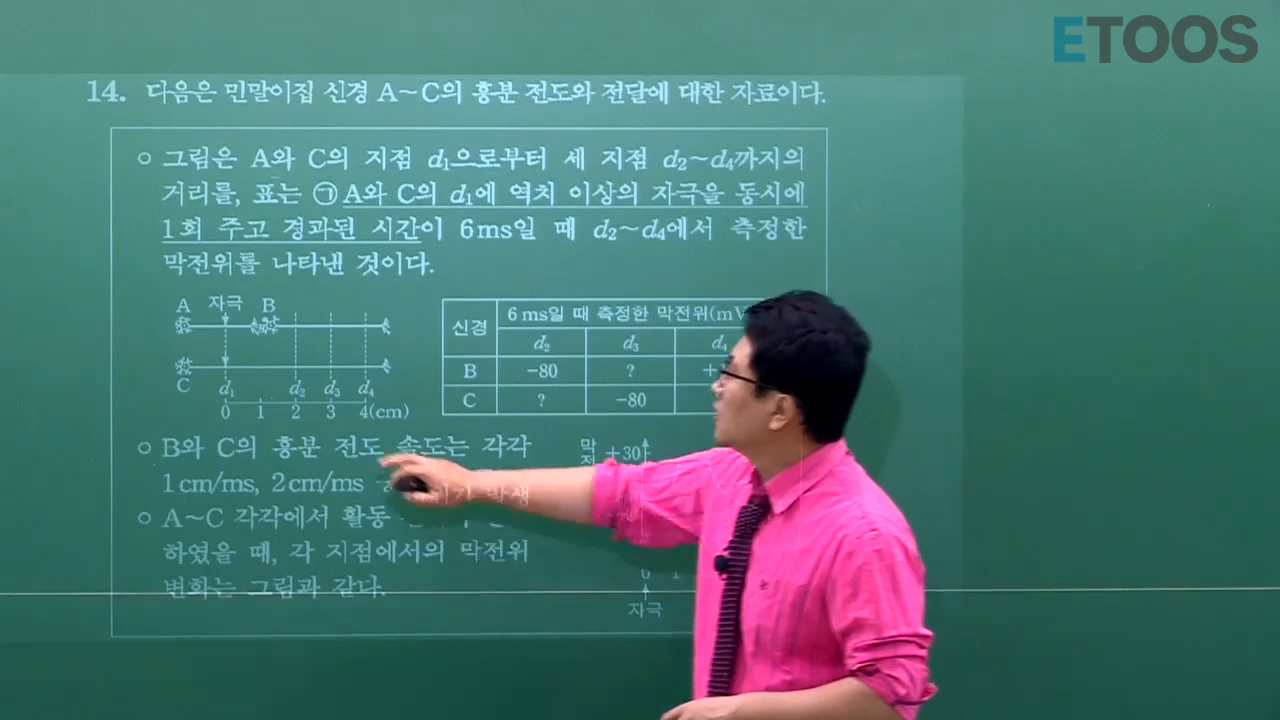 ETOOS
14. 다음은 민말이집 신경 A~C의 흥분 전도와 전달에 대한 자료이다.
○ 그림은 A와 C의 지점 d₁으로부터 세 지점 d₂~d₄까지의
거리를, 표는 ㉠ A와 C의 d₁에 역치 이상의 자극을 동시에
1회 주고 경과된 시간이 6ms일 때 d₂~d₄에서 측정한
막전위를 나타낸 것이다.
A 자극 B
C d₁ d₂ d₃ d₄
0 1 2 3 4(cm)
신경 6 ms일 때 측정한 막전위(mV
d₂ d₃ d₄
B -80 ?
C ? -80
○ B와 C의 흥분 전도 속도는 각각
1cm/ms, 2cm/ms
○ A~C 각각에서 활동
하였을 때, 각 지점에서의 막전위
변화는 그림과 같다.
막 +30
0 1
자극